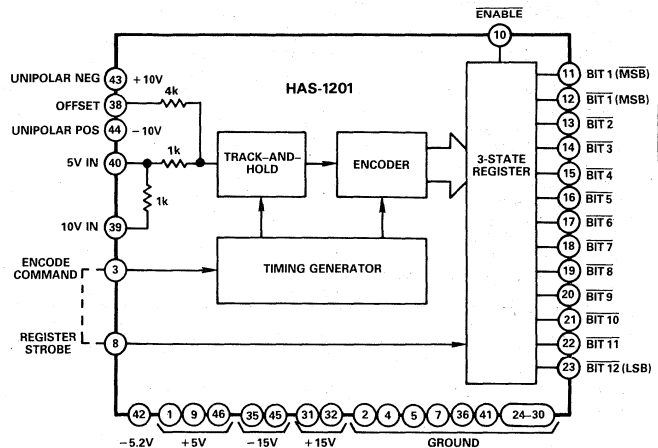 ENABLE
10
HAS-1201
UNIPOLAR NEG 43 +10V
OFFSET 38 4k
UNIPOLAR POS 44 -10V
5V IN 40 1k
1k
10V IN 39
TRACK-AND-
HOLD
ENCODER
3-STATE
REGISTER
TIMING GENERATOR
ENCODE
COMMAND 3
REGISTER
STROBE 8
11 BIT 1 (MSB)
12 BIT 1 (MSB)
13 BIT 2
14 BIT 3
15 BIT 4
16 BIT 5
17 BIT 6
18 BIT 7
19 BIT 8
20 BIT 9
21 BIT 10
22 BIT 11
23 BIT 12 (LSB)
42 1 9 46 35 45 31 32 2 4 5 7 36 41 24-30
-5.2V +5V -15V +15V GROUND